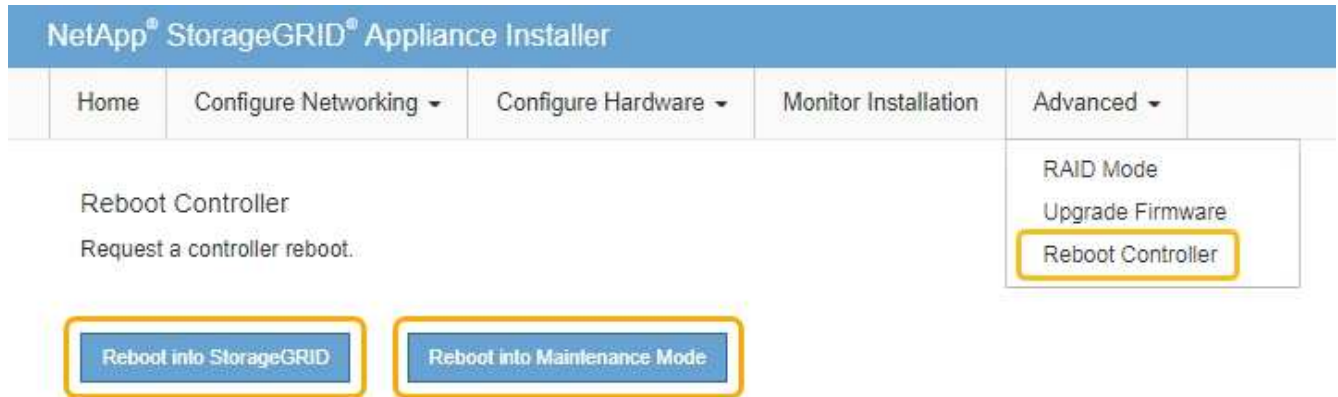 NetApp® StorageGRID® Appliance Installer
Home Configure Networking Configure Hardware Monitor Installation Advanced
RAID Mode
Upgrade Firmware
Reboot Controller
Reboot Controller
Request a controller reboot.
Reboot into StorageGRID Reboot into Maintenance Mode